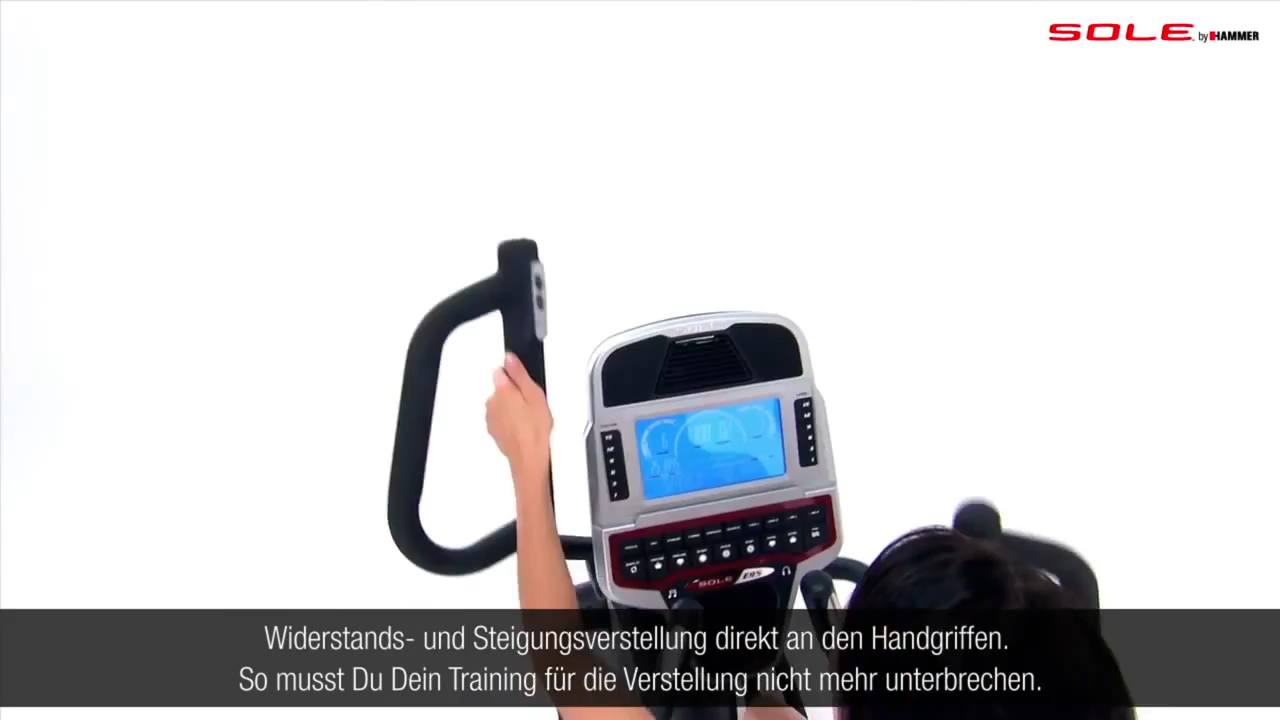 SOLE by HAMMER
SOLE E95
Widerstands- und Steigungsverstellung direkt an den Handgriffen.
So musst Du Dein Training für die Verstellung nicht mehr unterbrechen.